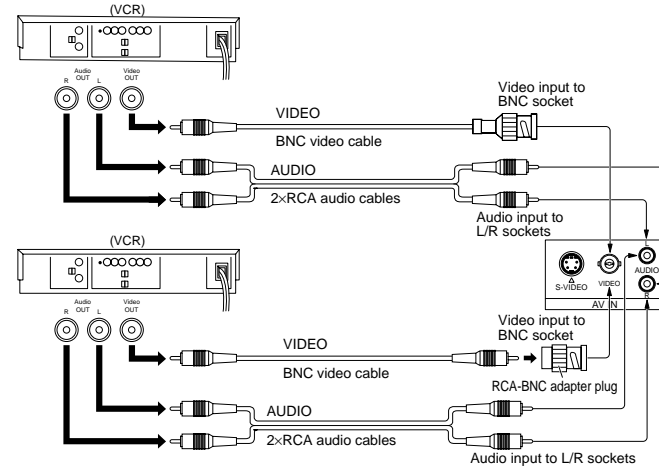 (VCR)
Audio
OUT
R
L
Video
OUT
VIDEO
BNC video cable
Video input to
BNC socket
AUDIO
2×RCA audio cables
Audio input to
L/R sockets
(VCR)
Audio
OUT
R
L
Video
OUT
VIDEO
BNC video cable
Video input to
BNC socket
RCA-BNC adapter plug
AUDIO
2×RCA audio cables
Audio input to L/R sockets
S-VIDEO
VIDEO
L
AUDIO
R
AV IN